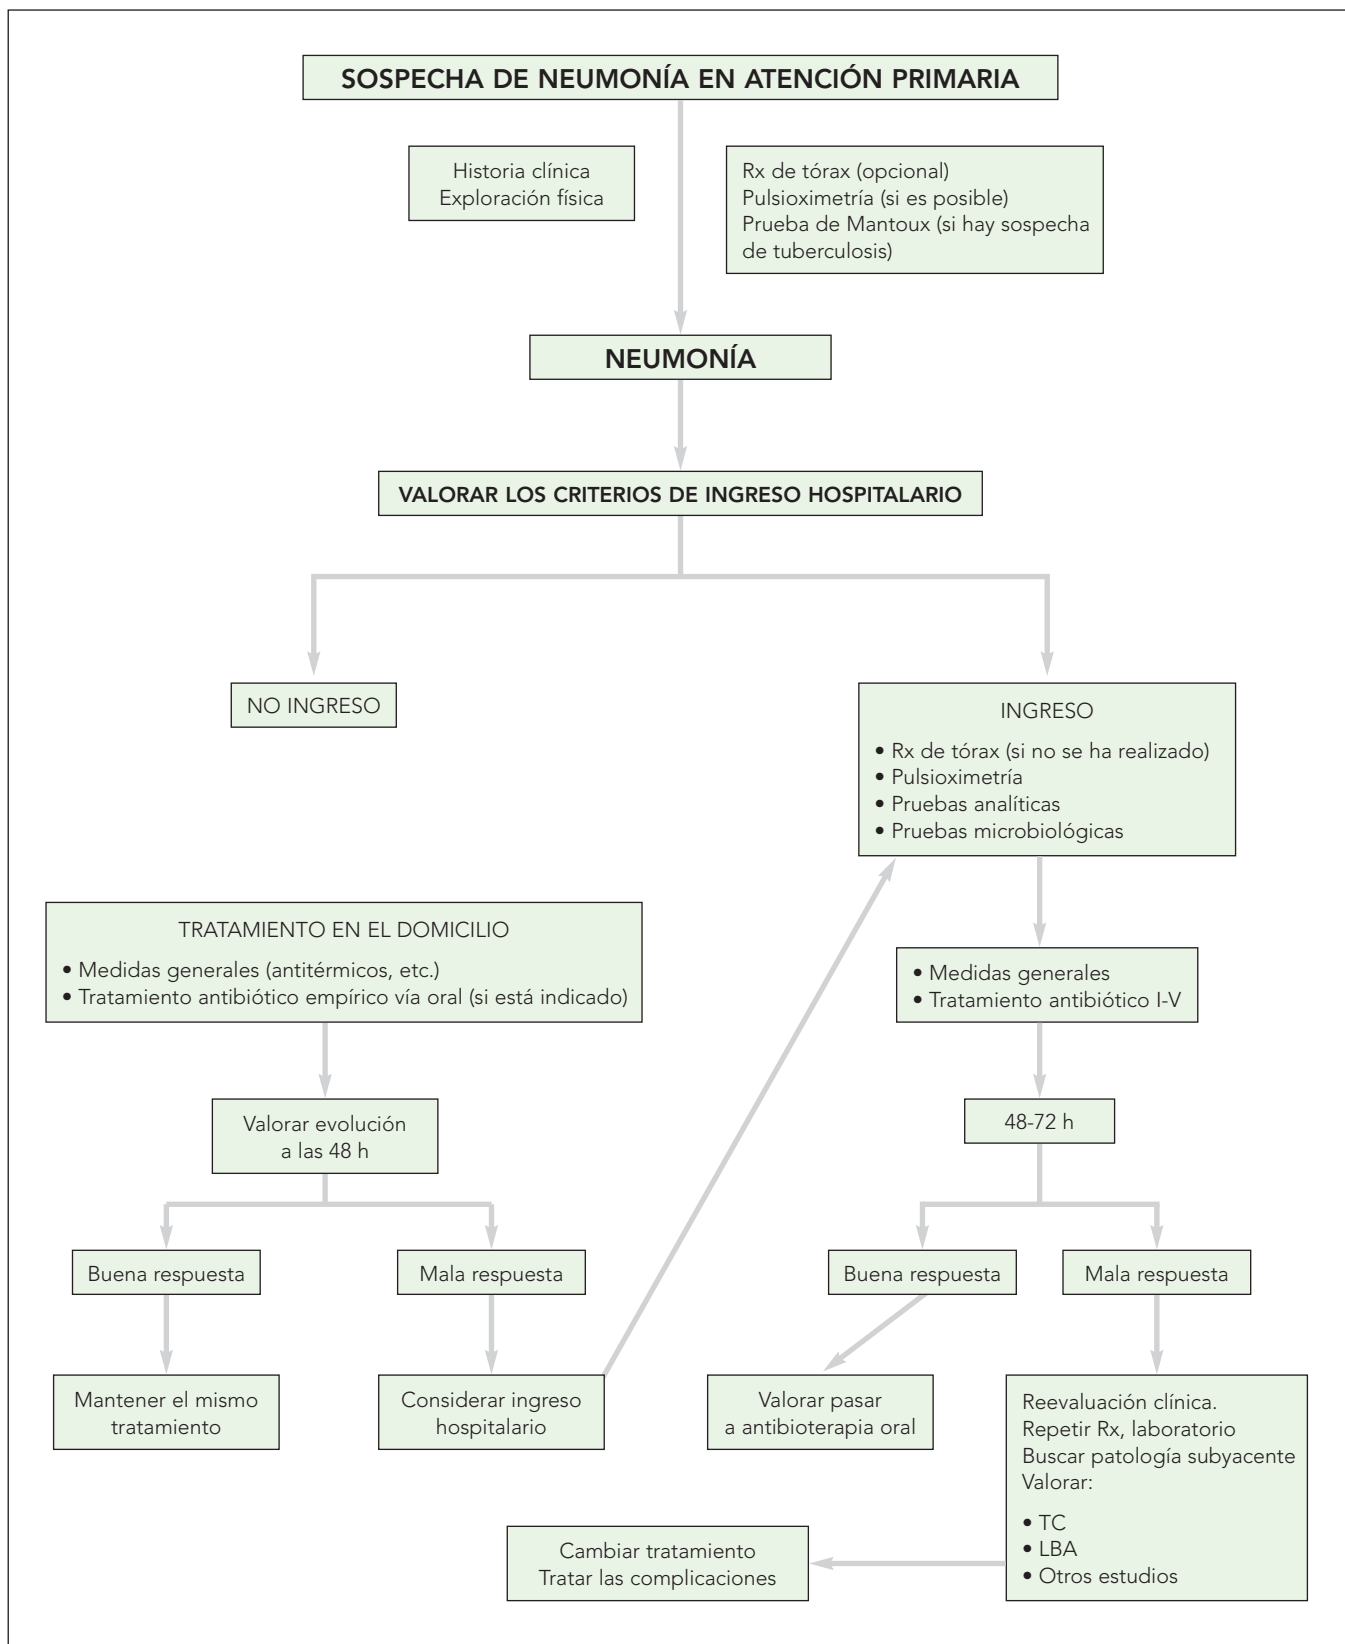 SOSPECHA DE NEUMONÍA EN ATENCIÓN PRIMARIA
Historia clínica
Exploración física
Rx de tórax (opcional)
Pulsioximetría (si es posible)
Prueba de Mantoux (si hay sospecha
de tuberculosis)
NEUMONÍA
VALORAR LOS CRITERIOS DE INGRESO HOSPITALARIO
NO INGRESO
INGRESO
• Rx de tórax (si no se ha realizado)
• Pulsioximetría
• Pruebas analíticas
• Pruebas microbiológicas
TRATAMIENTO EN EL DOMICILIO
• Medidas generales (antitérmicos, etc.)
• Tratamiento antibiótico empírico vía oral (si está indicado)
• Medidas generales
• Tratamiento antibiótico I-V
Valorar evolución
a las 48 h
48-72 h
Buena respuesta
Mala respuesta
Buena respuesta
Mala respuesta
Mantener el mismo
tratamiento
Considerar ingreso
hospitalario
Valorar pasar
a antibioterapia oral
Reevaluación clínica.
Repetir Rx, laboratorio
Buscar patología subyacente
Valorar:
• TC
• LBA
• Otros estudios
Cambiar tratamiento
Tratar las complicaciones